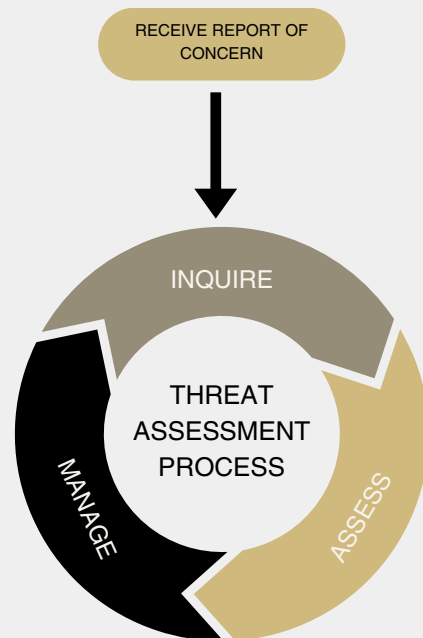 RECEIVE REPORT OF
CONCERN
INQUIRE
THREAT
ASSESSMENT
PROCESS
ASSESS
MANAGE